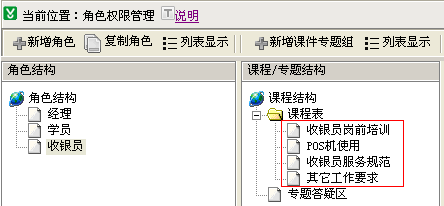 当前位置：角色权限管理 说明
新增角色 复制角色 列表显示 新增课件专题组 列表显示
角色结构 课程/专题结构
角色结构
经理
学员
收银员
课程结构
课程表
收银员岗前培训
POS机使用
收银员服务规范
其它工作要求
专题答疑区